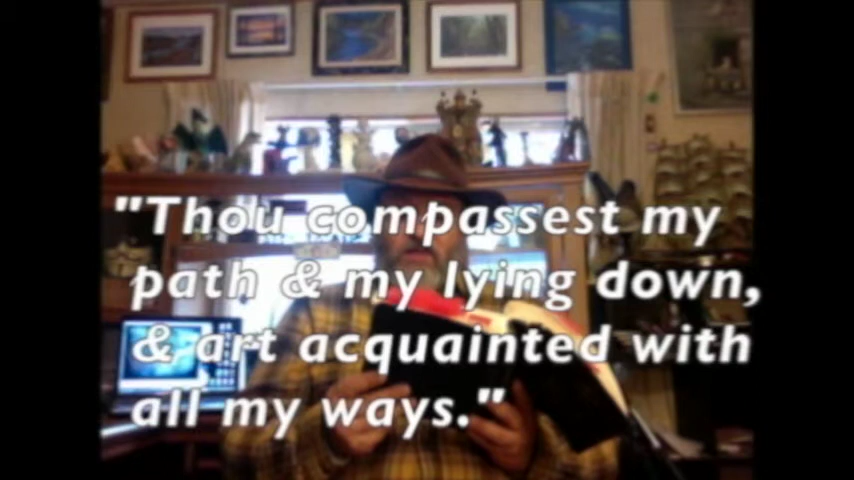 "Thou compassest my
path & my lying down,
& art acquainted with
all my ways."